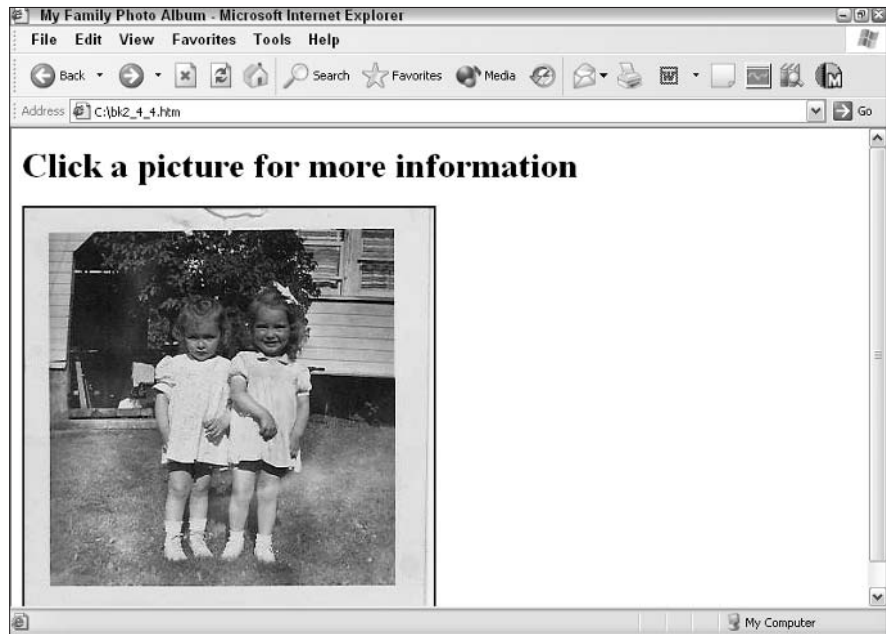 My Family Photo Album - Microsoft Internet Explorer
File Edit View Favorites Tools Help
Back Search Favorites Media
Address C:\bk2_4_4.htm Go
Click a picture for more information
My Computer